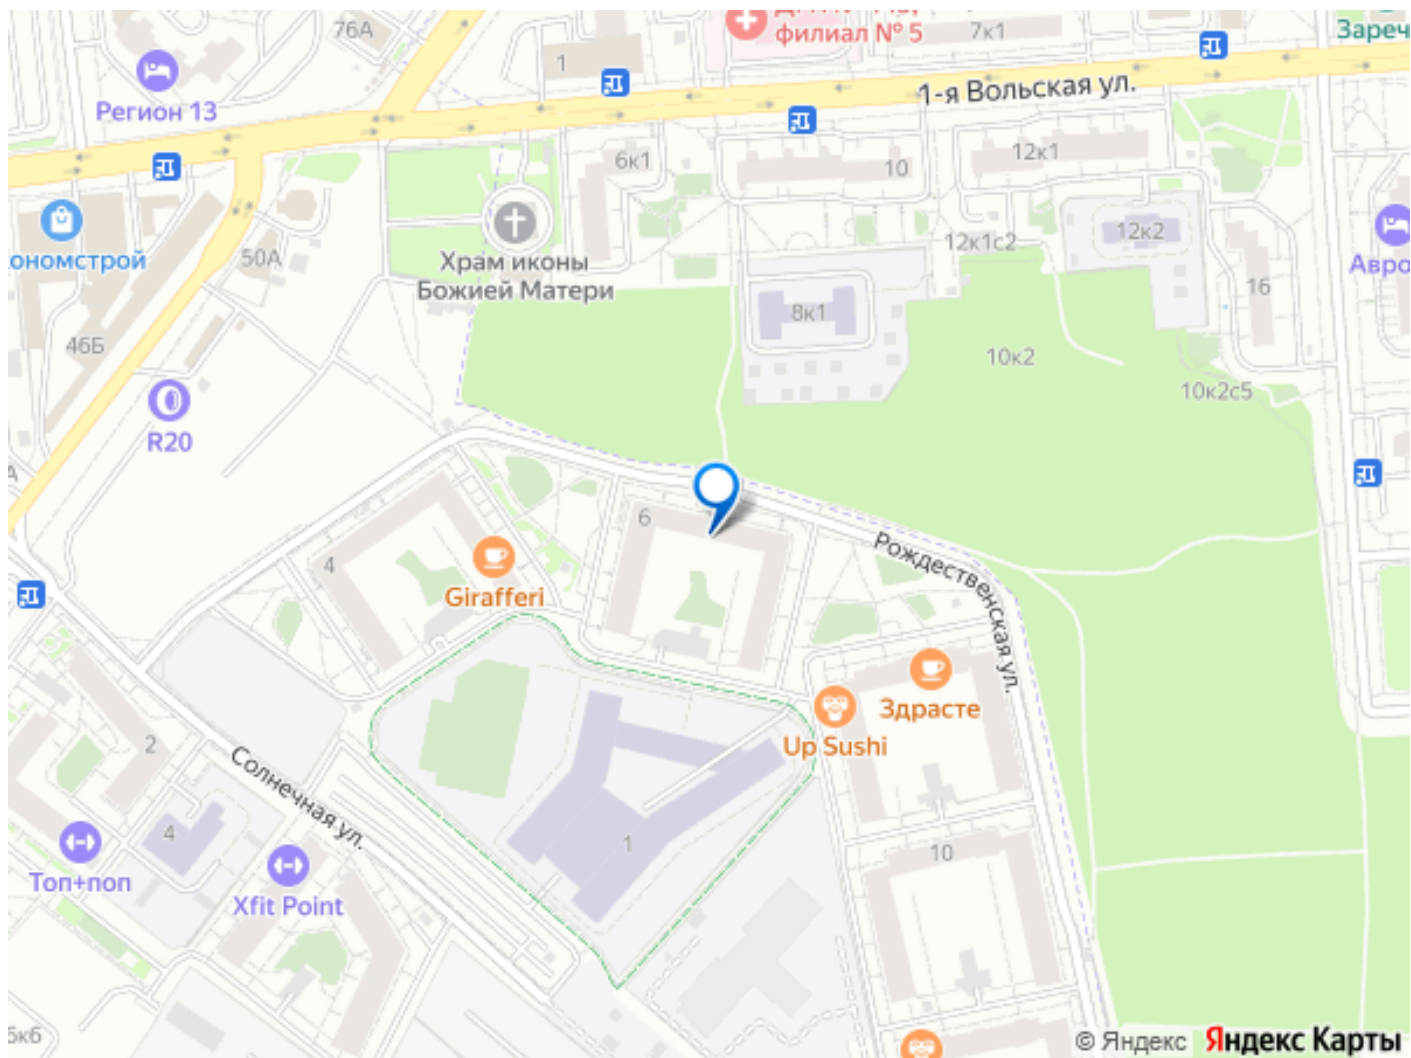 76А
филиал № 5
7к1
Зареч
1
Регион 13
1-я Вольская ул.
6к1
10
12к1
ономстрой
50А
Храм иконы
Божией Матери
12к1с2
12к2
Авро
16
46Б
8к1
10к2
10к2с5
R20
6
4
Girafferi
Рождественская ул.
Здрасте
Up Sushi
2
Солнечная ул.
4
1
10
Топ+поп
Xfit Point
5к6
© Яндекс Яндекс Карты